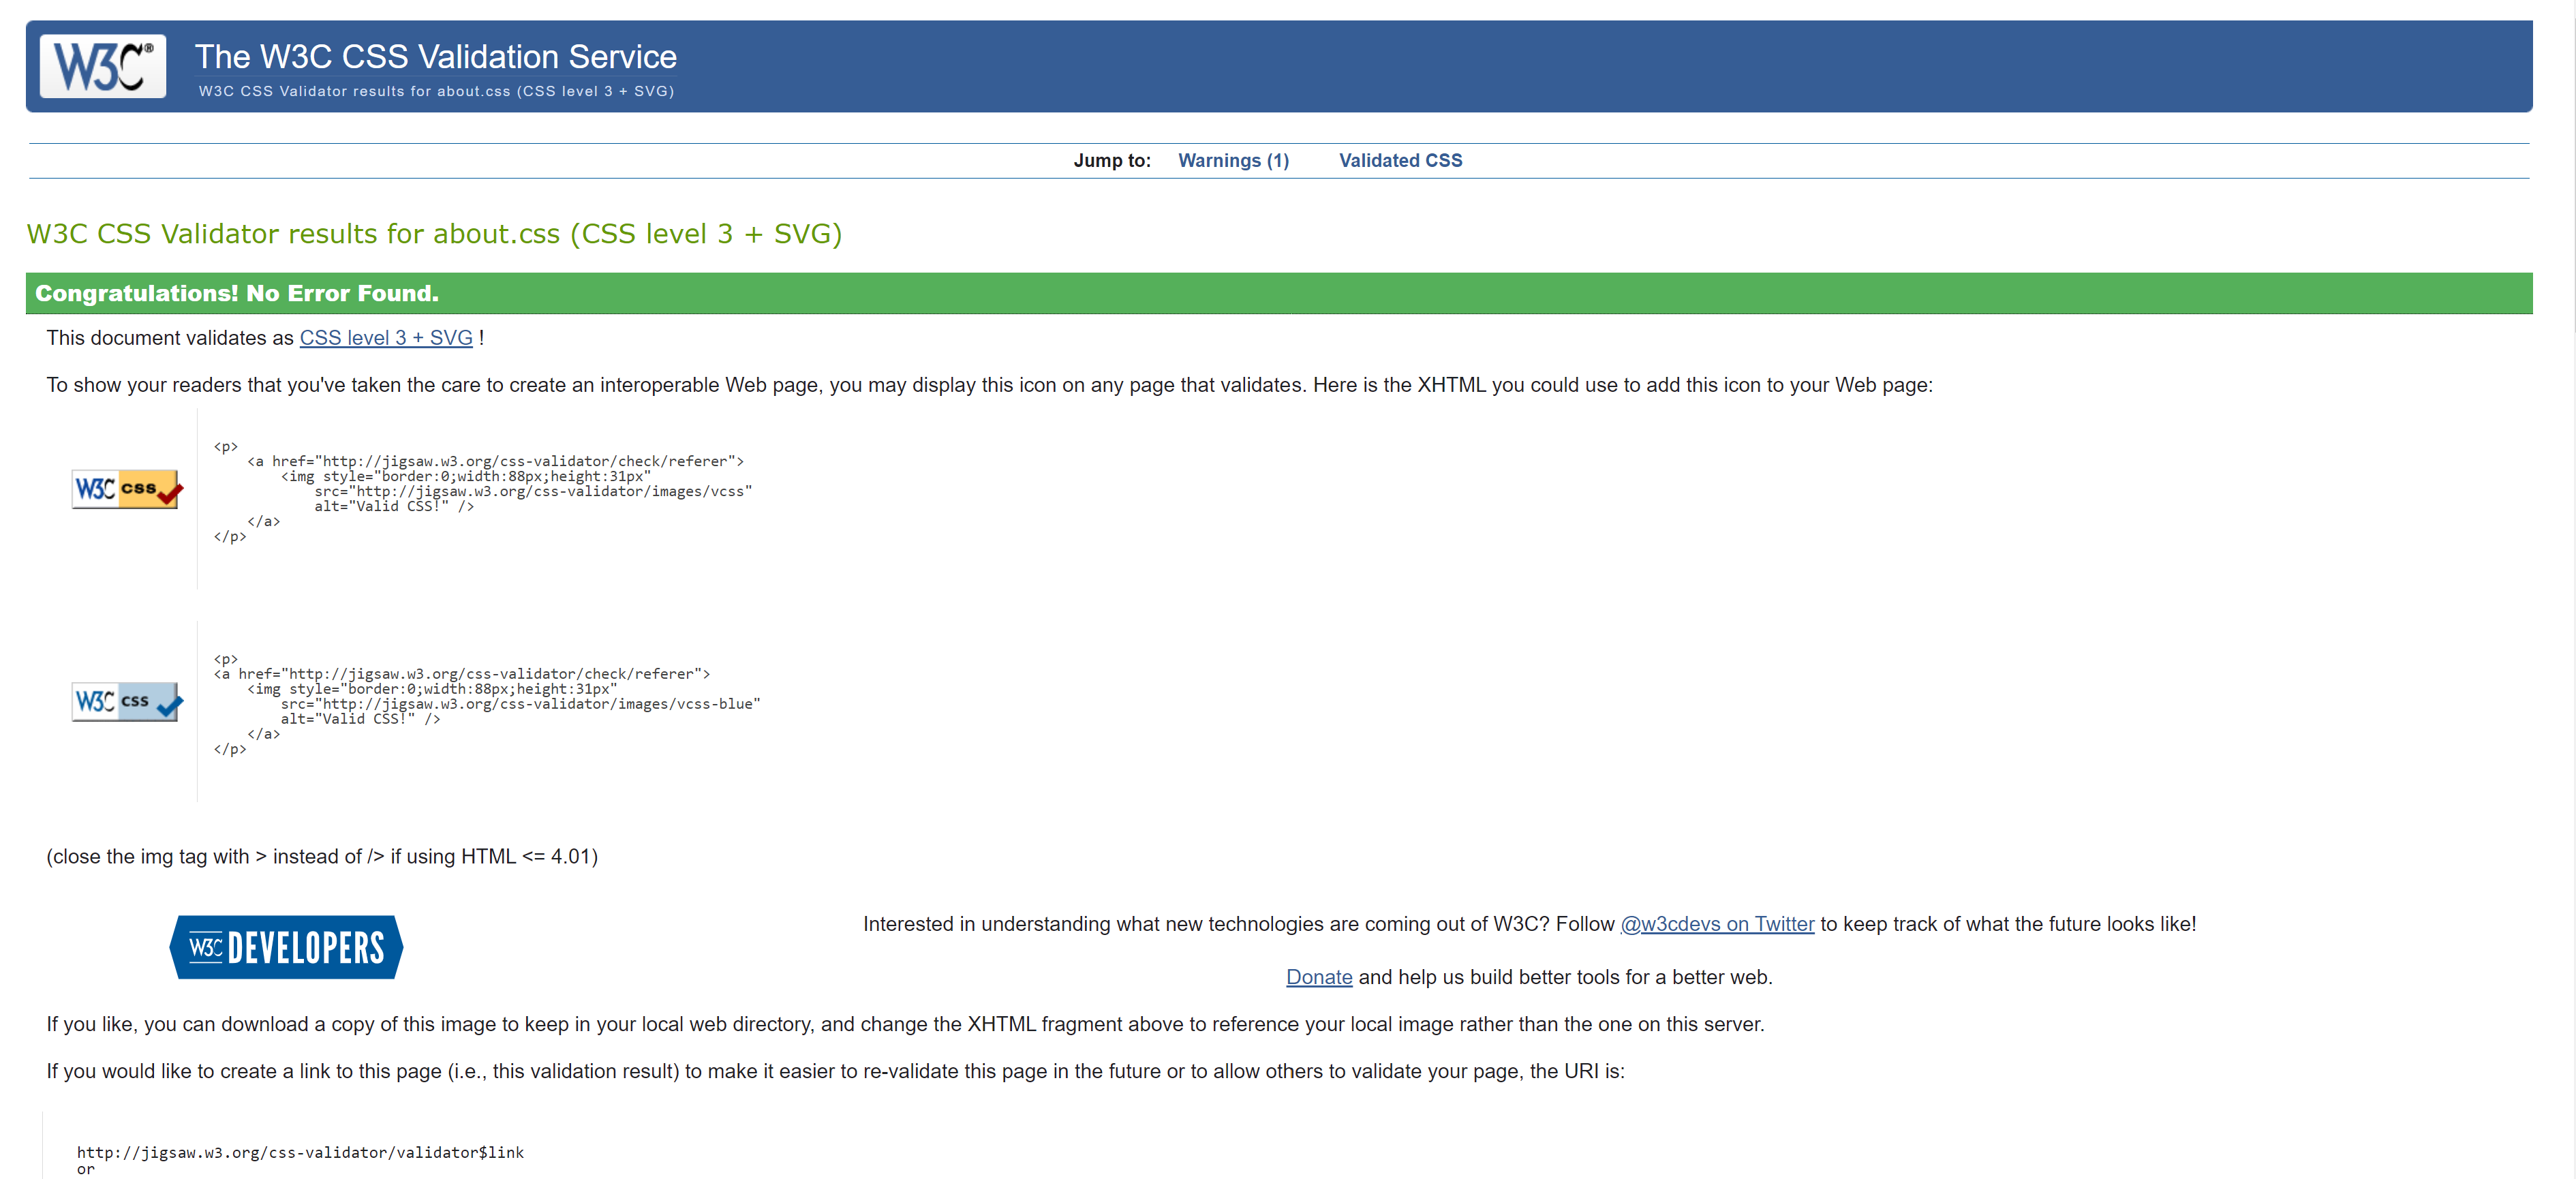 W3C®
The W3C CSS Validation Service
W3C CSS Validator results for about.css (CSS level 3 + SVG)
Jump to: Warnings (1) Validated CSS
W3C CSS Validator results for about.css (CSS level 3 + SVG)
Congratulations! No Error Found.
This document validates as CSS level 3 + SVG !
To show your readers that you've taken the care to create an interoperable Web page, you may display this icon on any page that validates. Here is the XHTML you could use to add this icon to your Web page:
W3C css
<p>
    <a href="http://jigsaw.w3.org/css-validator/check/referer">
        <img style="border:0;width:88px;height:31px"
            src="http://jigsaw.w3.org/css-validator/images/vcss"
            alt="Valid CSS!" />
    </a>
</p>
W3C css
<p>
<a href="http://jigsaw.w3.org/css-validator/check/referer">
    <img style="border:0;width:88px;height:31px"
        src="http://jigsaw.w3.org/css-validator/images/vcss-blue"
        alt="Valid CSS!" />
    </a>
</p>
(close the img tag with > instead of /> if using HTML <= 4.01)
W3C DEVELOPERS
Interested in understanding what new technologies are coming out of W3C? Follow @w3cdevs on Twitter to keep track of what the future looks like!
Donate and help us build better tools for a better web.
If you like, you can download a copy of this image to keep in your local web directory, and change the XHTML fragment above to reference your local image rather than the one on this server.
If you would like to create a link to this page (i.e., this validation result) to make it easier to re-validate this page in the future or to allow others to validate your page, the URI is:
http://jigsaw.w3.org/css-validator/validator$link
or